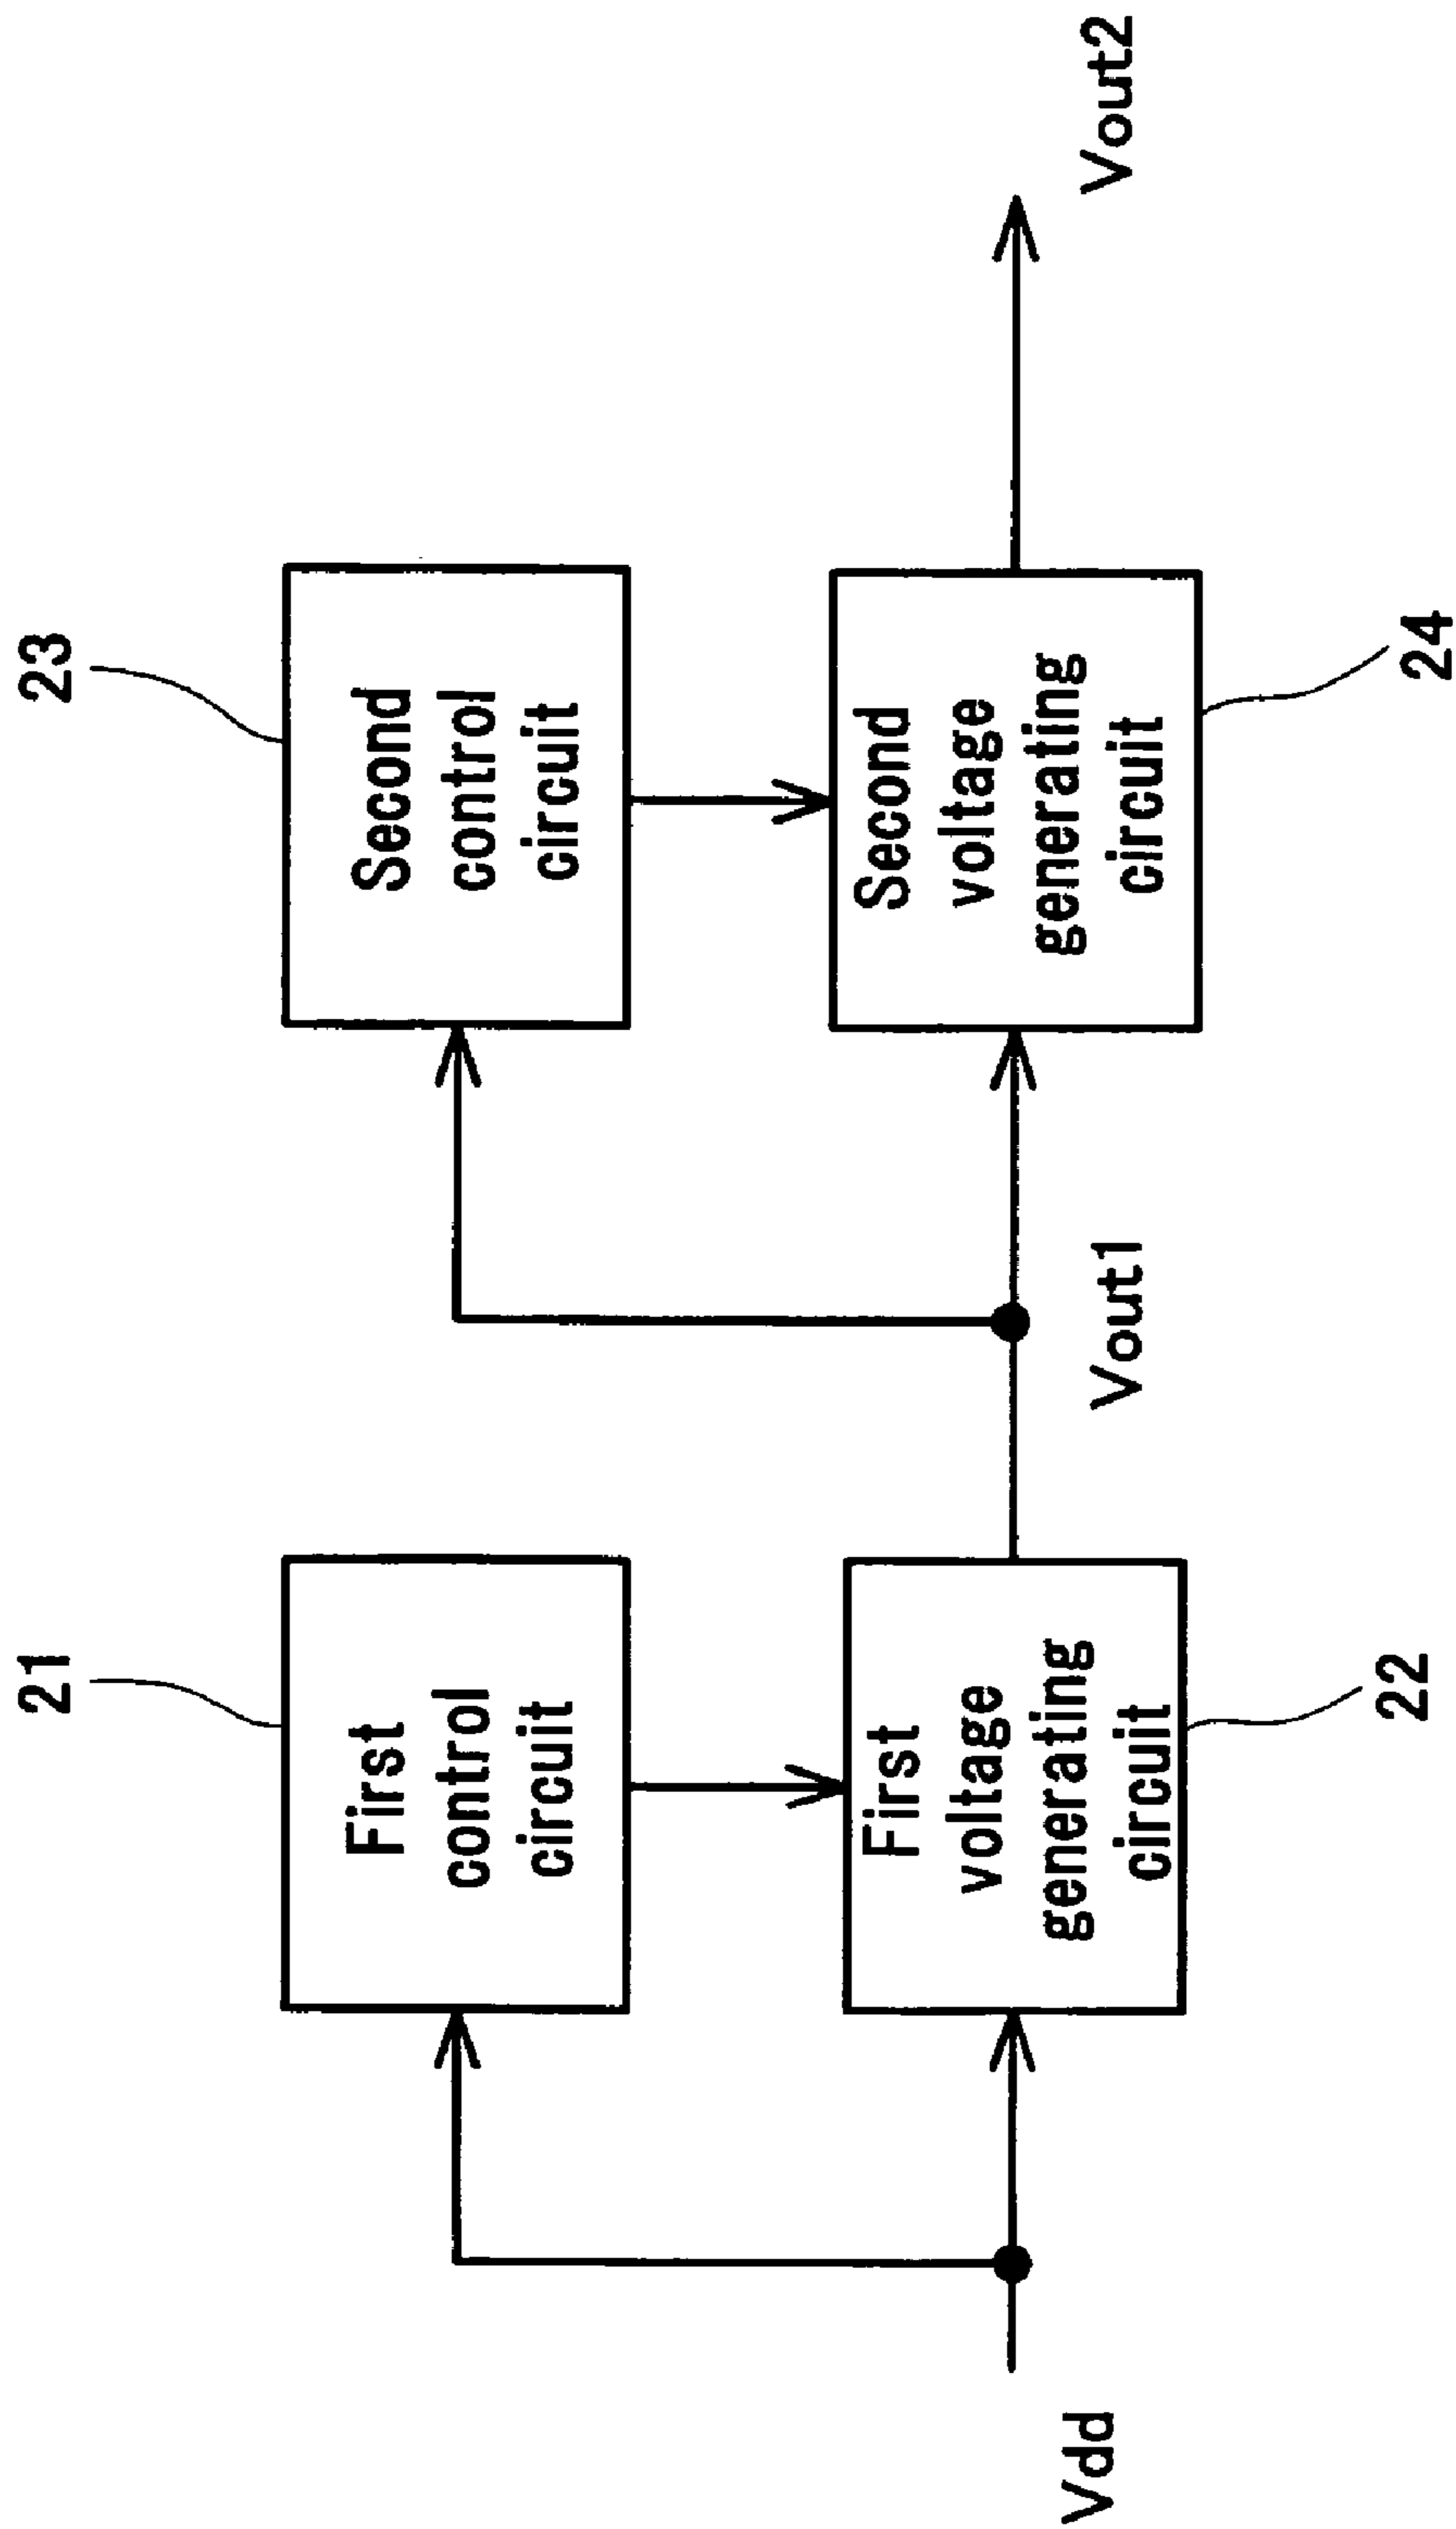 21
23
First
control
circuit
Second
control
circuit
First
voltage
generating
circuit
Second
voltage
generating
circuit
Vdd
Vout1
Vout2
22
24